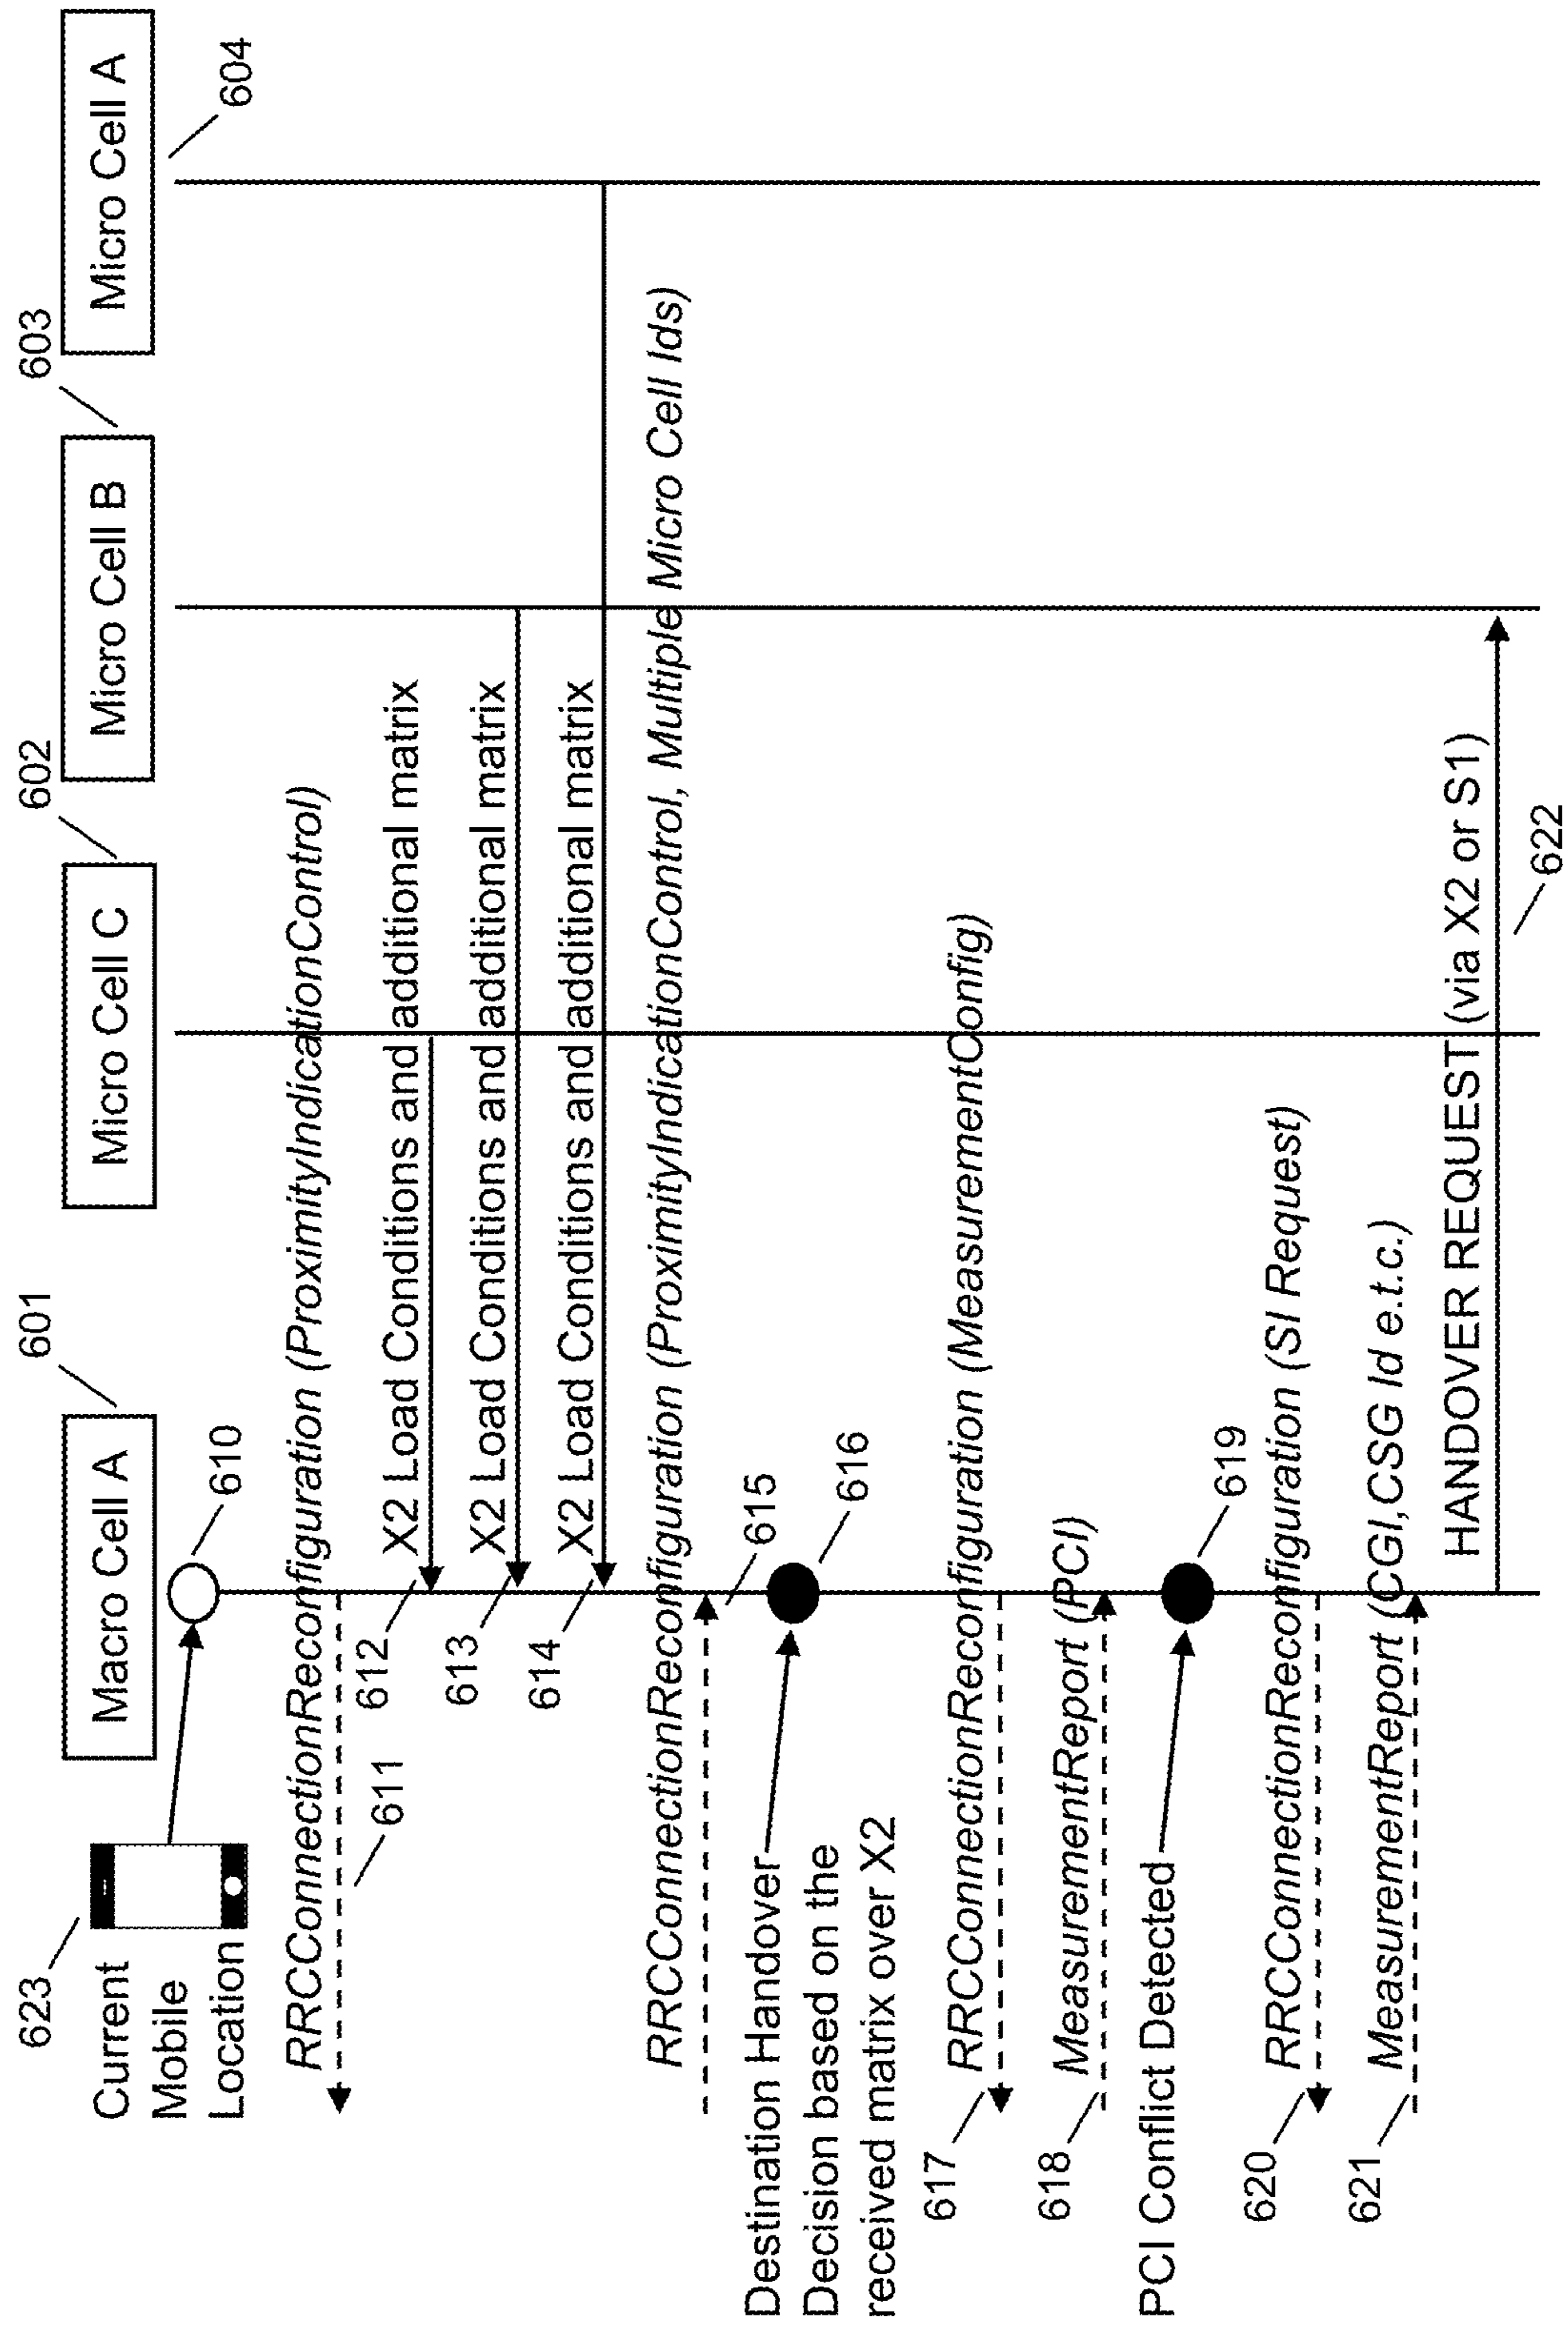 623
Current
Mobile
Location
601
Macro Cell A
602
Micro Cell C
603
Micro Cell B
604
Micro Cell A
610
RRCConnectionReconfiguration (ProximityIndicationControl)
611
X2 Load Conditions and additional matrix
612
X2 Load Conditions and additional matrix
613
X2 Load Conditions and additional matrix
614
RRCConnectionReconfiguration (ProximityIndicationControl, Multiple Micro Cell Ids)
615
Destination Handover
Decision based on the
received matrix over X2
616
RRCConnectionReconfiguration (MeasurementConfig)
617
MeasurementReport (PCI)
618
PCI Conflict Detected
619
RRCConnectionReconfiguration (SI Request)
620
MeasurementReport (CGI,CSG Id e.t.c.)
621
HANDOVER REQUEST (via X2 or S1)
622